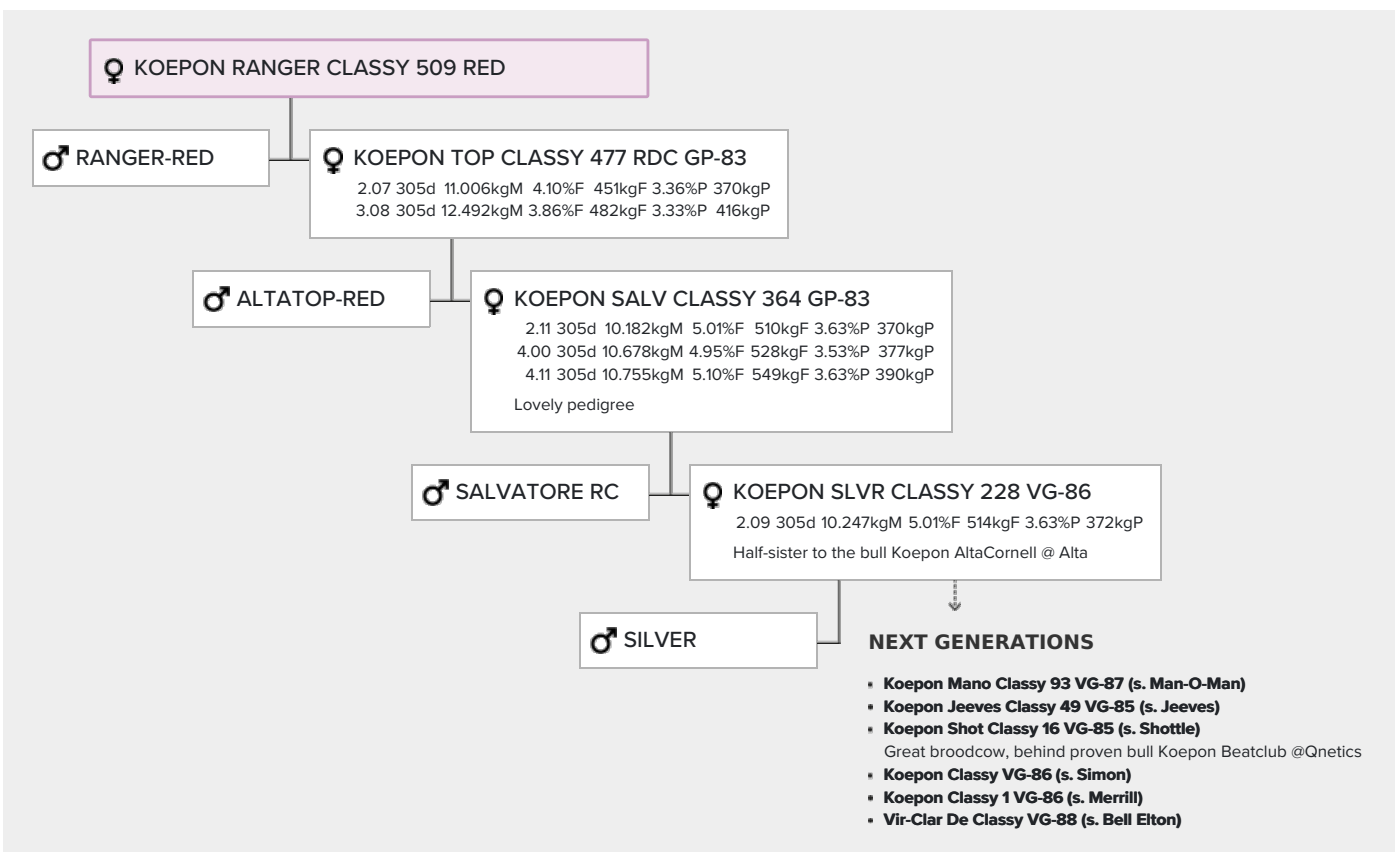 KOEPON RANGER CLASSY 509 RED
RANGER-RED
KOEPON TOP CLASSY 477 RDC GP-83
2.07 305d 11.006kgM 4.10%F 451kgF 3.36%P 370kgP
3.08 305d 12.492kgM 3.86%F 482kgF 3.33%P 416kgP
ALTATOP-RED
KOEPON SALV CLASSY 364 GP-83
2.11 305d 10.182kgM 5.01%F 510kgF 3.63%P 370kgP
4.00 305d 10.678kgM 4.95%F 528kgF 3.53%P 377kgP
4.11 305d 10.755kgM 5.10%F 549kgF 3.63%P 390kgP
Lovely pedigree
SALVATORE RC
KOEPON SLVR CLASSY 228 VG-86
2.09 305d 10.247kgM 5.01%F 514kgF 3.63%P 372kgP
Half-sister to the bull Koepon AltaCornell @ Alta
SILVER
NEXT GENERATIONS
• Koepon Mano Classy 93 VG-87 (s. Man-O-Man)
• Koepon Jeeves Classy 49 VG-85 (s. Jeeves)
• Koepon Shot Classy 16 VG-85 (s. Shottle)
Great broodcow, behind proven bull Koepon Beatclub @Qnetics
• Koepon Classy VG-86 (s. Simon)
• Koepon Classy 1 VG-86 (s. Merrill)
• Vir-Clar De Classy VG-88 (s. Bell Elton)